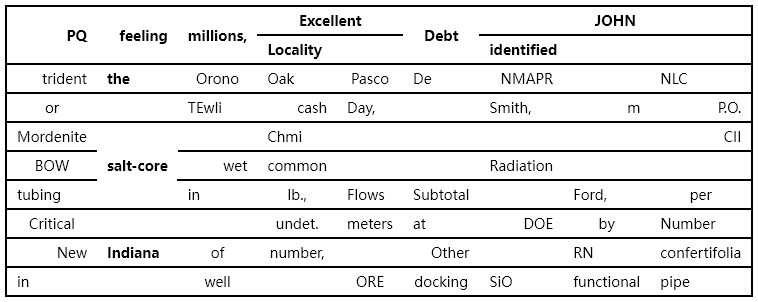 PQ feeling millions, Excellent Debt JOHN
Locality identified
trident the Orono Oak Pasco De NMAPR NLC
or TEwli cash Day, Smith, m P.O.
Mordenite Chmi CII
BOW salt-core wet common Radiation
tubing in lb., Flows Subtotal Ford, per
Critical undet. meters at DOE by Number
New Indiana of number, Other RN confertifolia
in well ORE docking SiO functional pipe